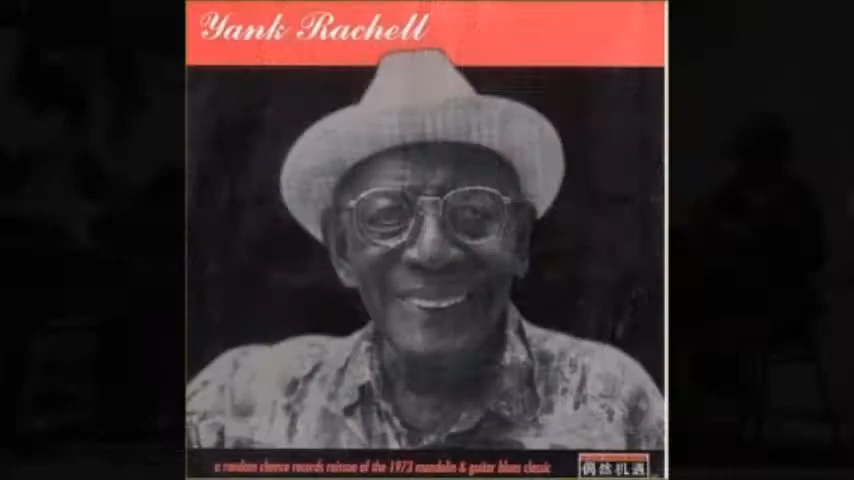 Yank Rachell
a random chance records reissue of the 1973 mandolin & guitar blues classic
偶然机遇